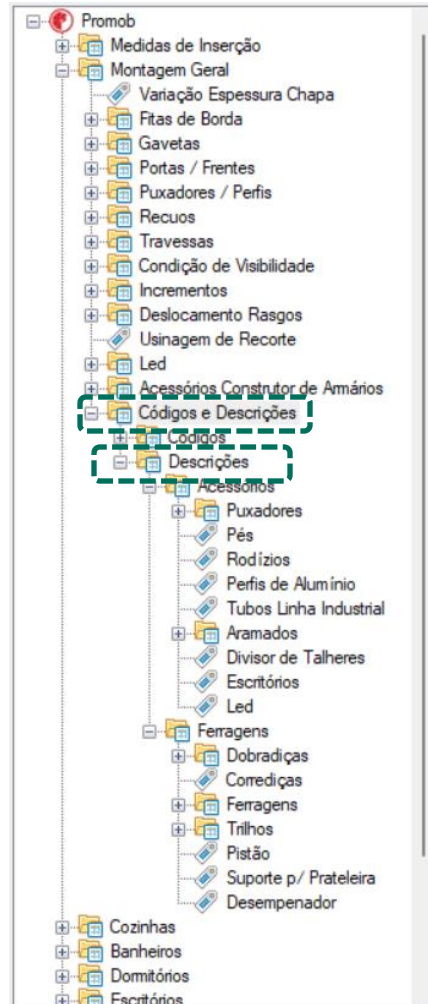 Promob
Medidas de Inserção
Montagem Geral
Variação Espessura Chapa
Fitas de Borda
Gavetas
Portas / Frentes
Puxadores / Perfis
Recuos
Travessas
Condição de Visibilidade
Incrementos
Deslocamento Rasgos
Usinagem de Recorte
Led
Acessórios Construtor de Armários
Códigos e Descrições
Códigos
Descrições
Acessórios
Puxadores
Pés
Rodízios
Perfis de Alumínio
Tubos Linha Industrial
Aramados
Divisor de Talheres
Escritórios
Led
Ferragens
Dobradiças
Corrediças
Ferragens
Trilhos
Pistão
Suporte p/ Prateleira
Desempenador
Cozinhas
Banheiros
Dormitórios
Escritórios